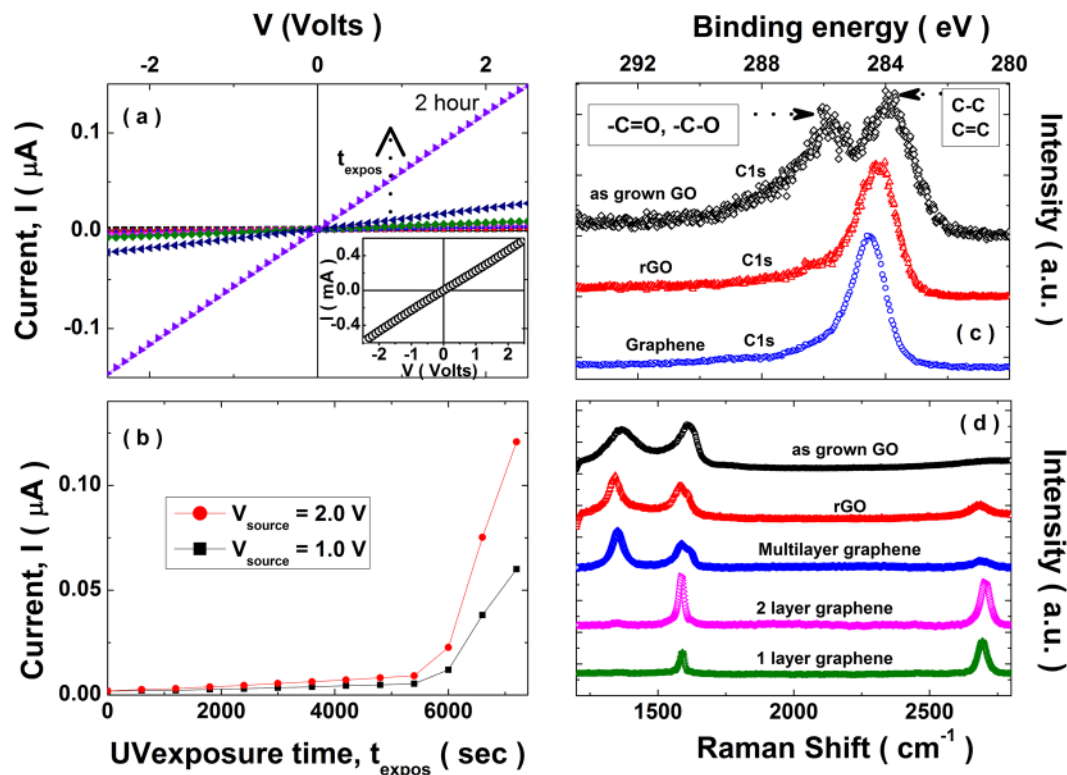 V (Volts )
-2 0 2
( a )
2 hour
t expos
0.1
0.0
-0.1
Current, I ( μA )
0.4
0.0
-0.4
I ( mA )
-2 -1 0 1 2
V ( Volts )
( b )
V source = 2.0 V
V source = 1.0 V
0.10
0.05
0.00
Current, I ( μA )
0 2000 4000 6000
UVexposure time, t expos ( sec )
Binding energy ( eV )
292 288 284 280
-C=O, -C-O
C-C
C=C
C1s
as grown GO
rGO C1s
Graphene C1s
( c )
Intensity ( a.u. )
( d )
as grown GO
rGO
Multilayer graphene
2 layer graphene
1 layer graphene
Intensity ( a.u. )
1500 2000 2500
Raman Shift ( cm⁻¹ )